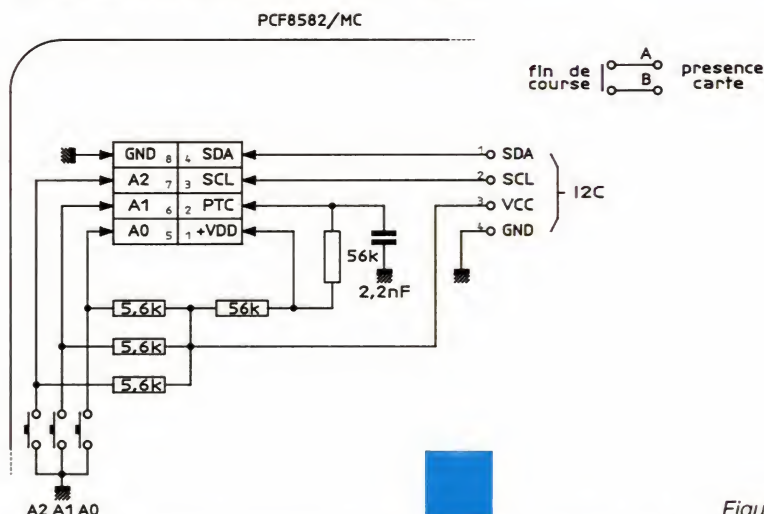 PCF8582/MC
fin de course
A
B
presence carte
GND 8 4 SDA
A2 7 3 SCL
A1 6 2 PTC
A0 5 1 +VDD
1 SDA
2 SCL
3 VCC
4 GND
I2C
56k
2,2nF
5,6k
56k
5,6k
5,6k
A2 A1 A0
Figu